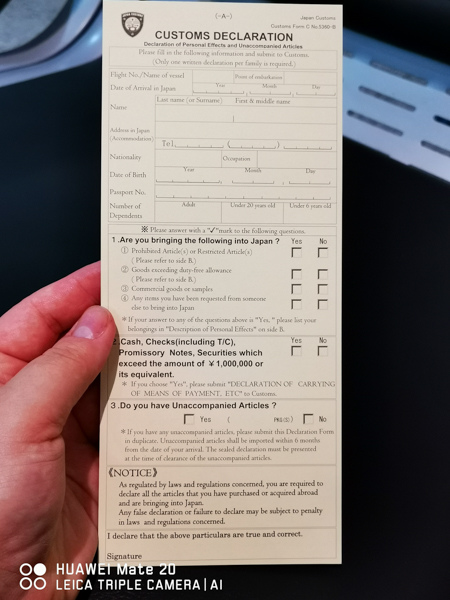 (-A-)
Japan Customs
Customs Form C No.5360-B
CUSTOMS DECLARATION
Declaration of Personal Effects and Unaccompanied Articles
Please fill in the following information and submit to Customs.
(Only one written declaration per family is required.)
Flight No./Name of vessel
Point of embarkation
Date of Arrival in Japan
Year Month Day
Last name (or Surname) First & middle name
Name
Address in Japan
(Accommodation)
Tel. ( )
Nationality
Occupation
Year Month Day
Date of Birth
Passport No.
Number of
Dependents
Adult Under 20 years old Under 6 years old
※ Please answer with a "✓"mark to the following questions.
1 .Are you bringing the following into Japan ? Yes No
① Prohibited Article(s) or Restricted Article(s)
( Please refer to side B.)
② Goods exceeding duty-free allowance
( Please refer to side B.)
③ Commercial goods or samples
④ Any items you have been requested from someone
else to bring into Japan
* If your answer to any of the questions above is "Yes, " please list your
belongings in "Description of Personal Effects" on side B.
2.Cash, Checks(including T/C), Yes No
Promissory Notes, Securities which
exceed the amount of ¥1,000,000 or
its equivalent.
* If you choose "Yes". please submit "DECLARATION OF CARRYING
OF MEANS OF PAYMENT, ETC" to Customs.
3 .Do you have Unaccompanied Articles ?
Yes ( PKG(S)) No
*If you have any unaccompanied articles, please submit this Declaration Form
in duplicate. Unaccompanied articles shall be imported within 6 months
from the date of your arrival. The sealed declaration must be presented
at the time of clearance of the unaccompanied articles.
《NOTICE》
As regulated by laws and regulations concerned, you are required to
declare all the articles that you have purchased or acquired abroad
and are bringing into Japan.
Any false declaration or failure to declare may be subject to penalty
in laws and regulations concerned.
I declare that the above particulars are true and correct.
Signature
HUAWEI Mate 20
LEICA TRIPLE CAMERA | AI